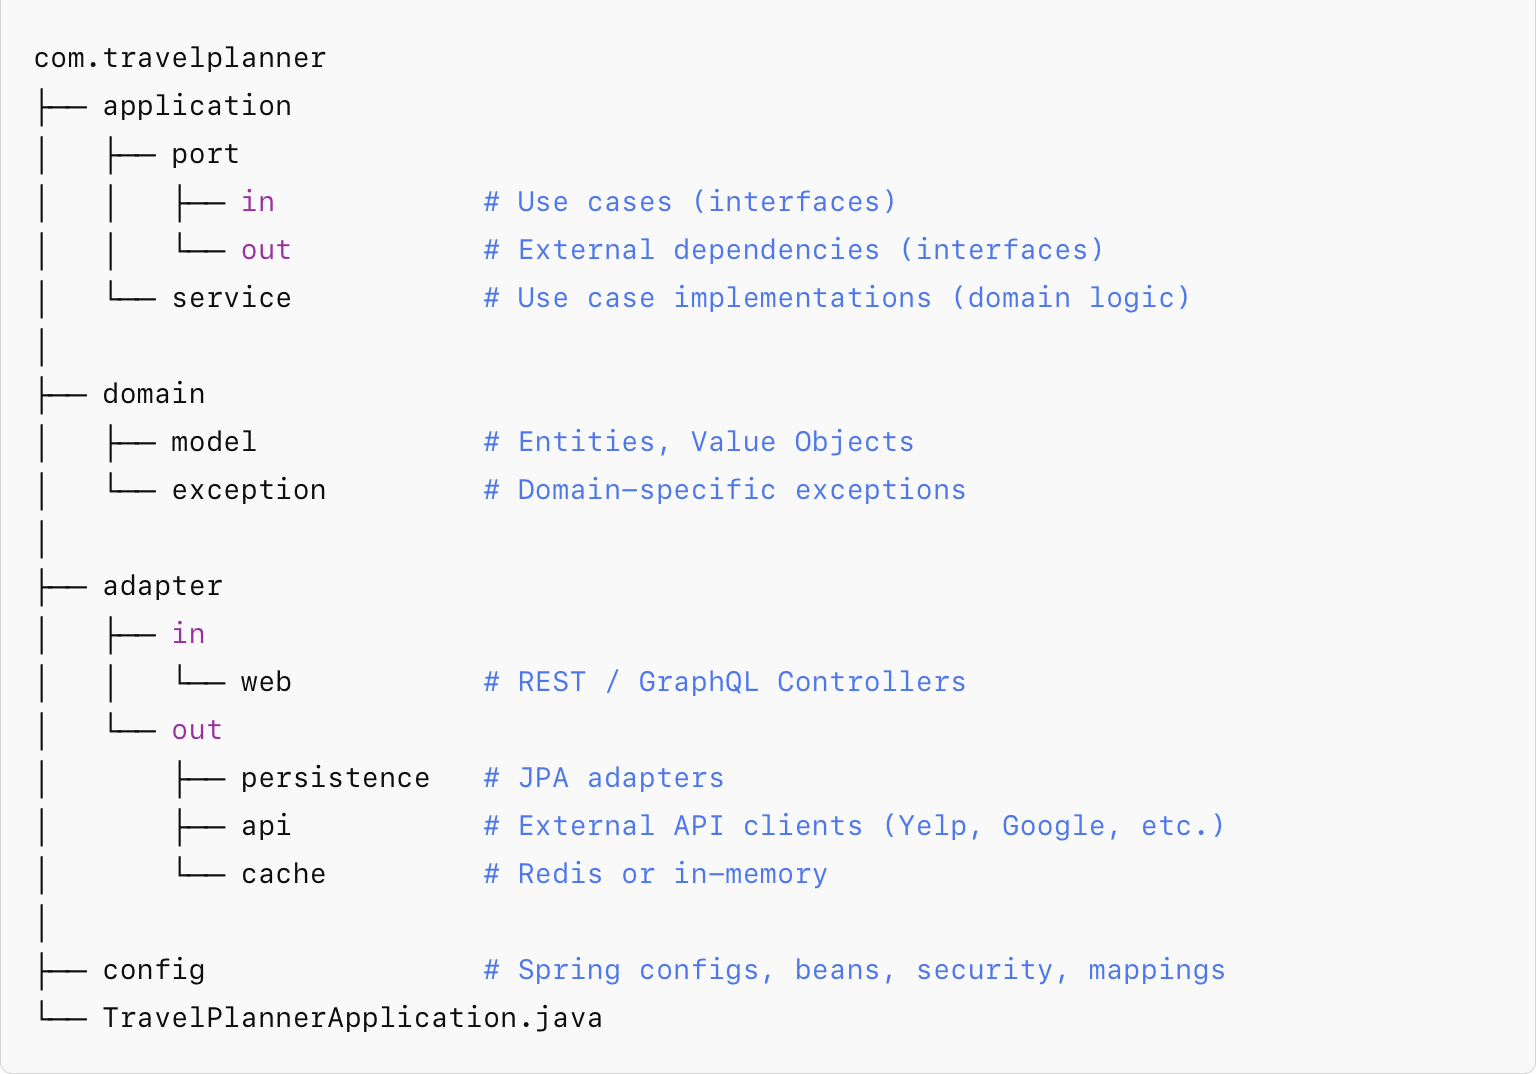 com.travelplanner
├── application
│   ├── port
│   │   ├── in            # Use cases (interfaces)
│   │   └── out           # External dependencies (interfaces)
│   └── service           # Use case implementations (domain logic)
│
├── domain
│   ├── model             # Entities, Value Objects
│   └── exception         # Domain-specific exceptions
│
├── adapter
│   ├── in
│   │   └── web           # REST / GraphQL Controllers
│   └── out
│       ├── persistence   # JPA adapters
│       ├── api           # External API clients (Yelp, Google, etc.)
│       └── cache         # Redis or in-memory
│
├── config                # Spring configs, beans, security, mappings
└── TravelPlannerApplication.java